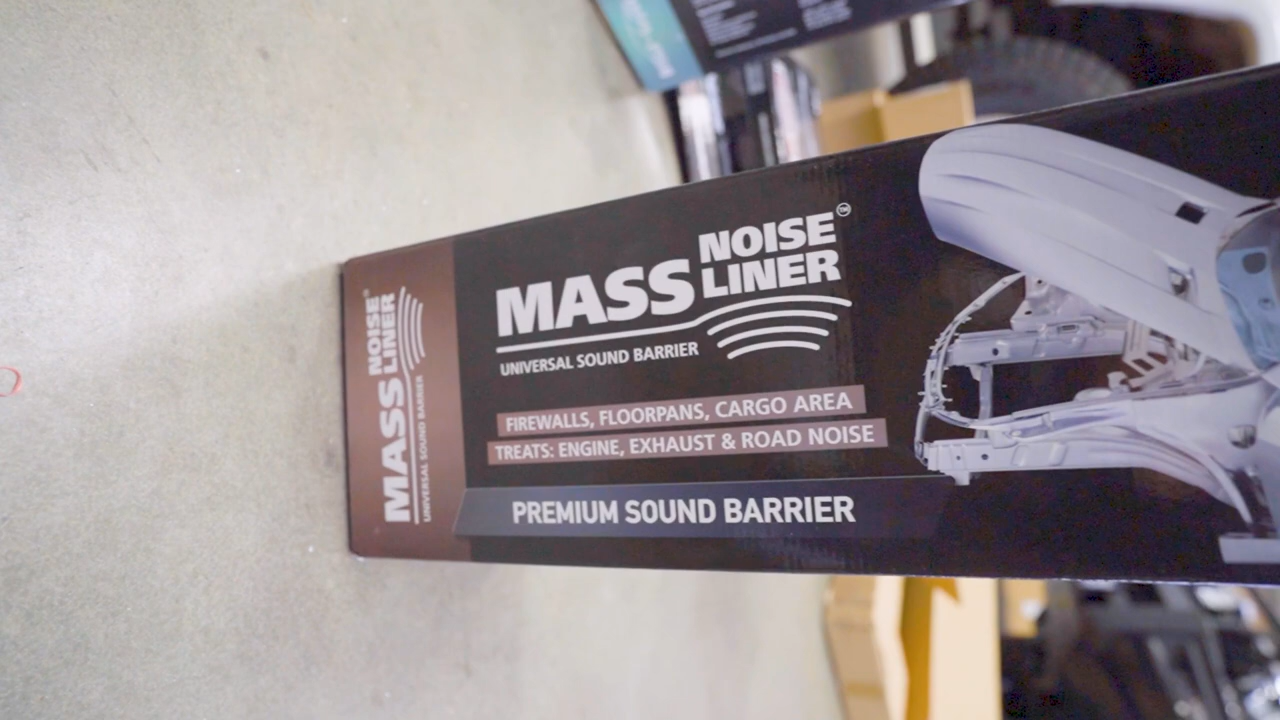 MASS NOISE
LINER
UNIVERSAL SOUND BARRIER
MASS NOISE
LINER™
UNIVERSAL SOUND BARRIER
FIREWALLS, FLOORPANS, CARGO AREA
TREATS: ENGINE, EXHAUST & ROAD NOISE
PREMIUM SOUND BARRIER